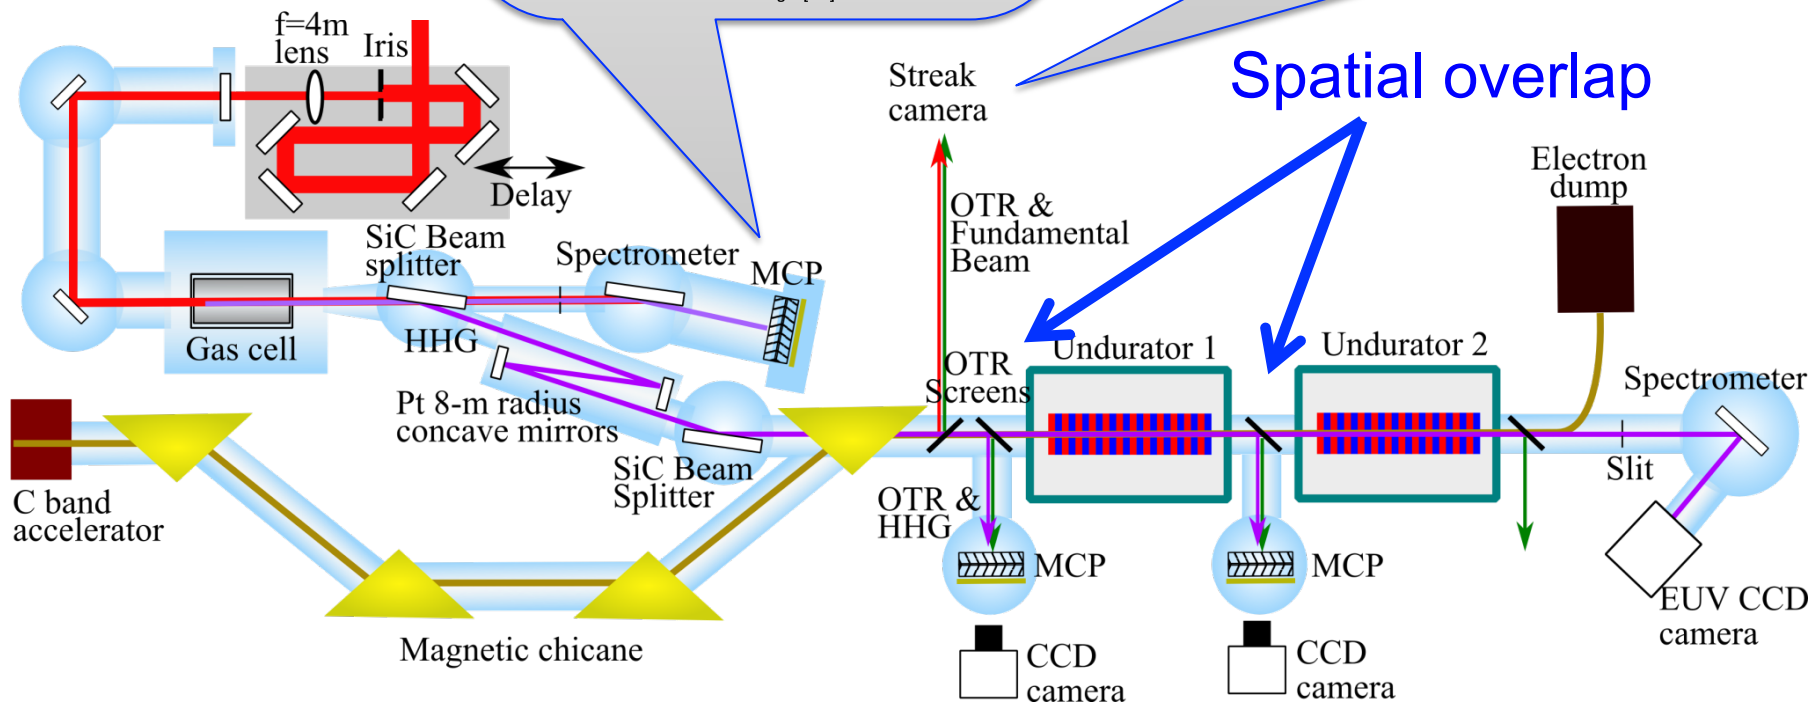 f=4m
lens
Iris
Streak
camera
Spatial overlap
Electron
dump
Delay
OTR &
Fundamental
Beam
SiC Beam
splitter
Spectrometer
MCP
Gas cell
HHG
OTR
Screens
Undurator 1
Undurator 2
Spectrometer
Pt 8-m radius
concave mirrors
SiC Beam
Splitter
Slit
C band
accelerator
OTR &
HHG
MCP
MCP
EUV CCD
camera
Magnetic chicane
CCD
camera
CCD
camera